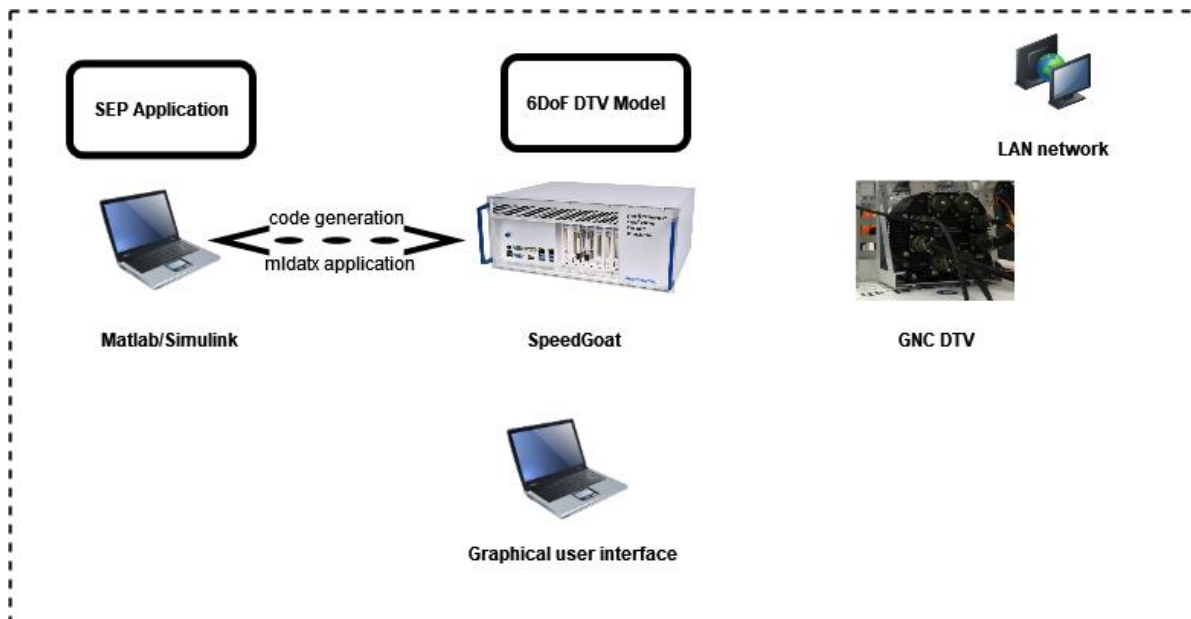 SEP Application
6DoF DTV Model
LAN network
code generation
mldatx application
Matlab/Simulink
SpeedGoat
GNC DTV
Graphical user interface